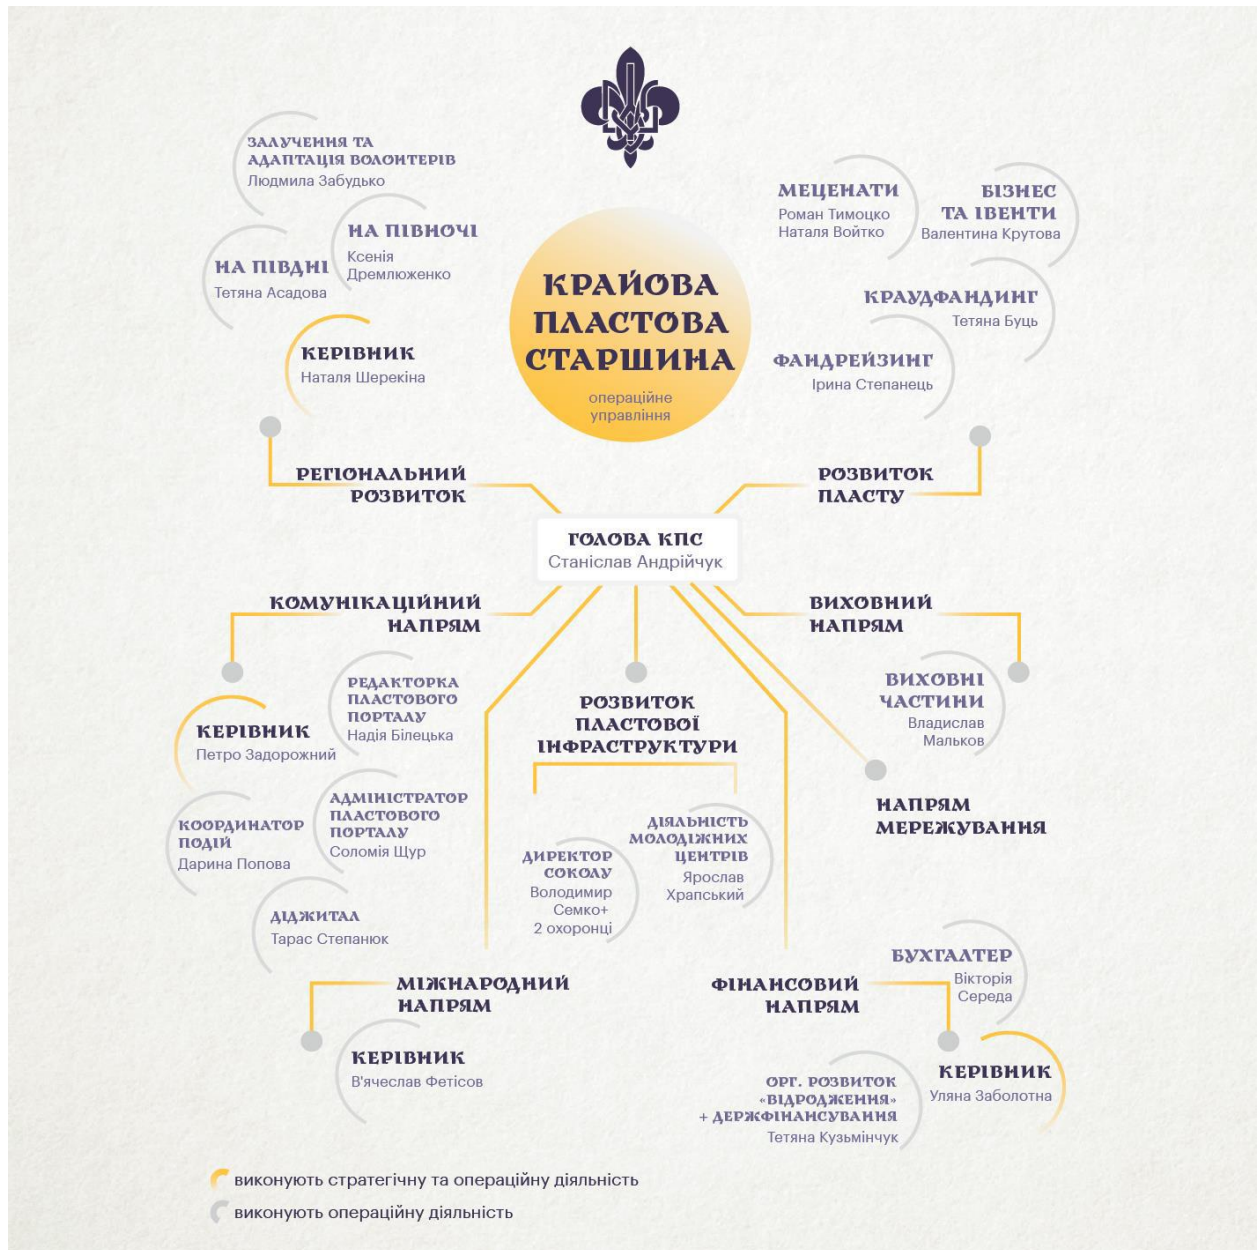 ЗАЛУЧЕННЯ ТА
АДАПТАЦІЯ ВОЛОНТЕРІВ
Людмила Забудько
НА ПІВНОЧІ
Ксенія
Дремлюженко
НА ПІВДНІ
Тетяна Асадова
КЕРІВНИК
Наталя Шерекіна
КРАЙОВА
ПЛАСТОВА
СТАРШИНА
операційне
управління
МЕЦЕНАТИ
Роман Тимоцко
Наталя Войтко
БІЗНЕС
ТА ІВЕНТИ
Валентина Крутова
КРАУДФАНДИНГ
Тетяна Буць
ФАНДРЕЙЗИНГ
Ірина Степанець
РЕГІОНАЛЬНИЙ
РОЗВИТОК
РОЗВИТОК
ПЛАСТУ
ГОЛОВА КПС
Станіслав Андрійчук
КОМУНІКАЦІЙНИЙ
НАПРЯМ
ВИХОВНИЙ
НАПРЯМ
КЕРІВНИК
Петро Задорожний
РЕДАКТОРКА
ПЛАСТОВОГО
ПОРТАЛУ
Надія Білецька
КООРДИНАТОР
ПОДІЙ
Дарина Попова
АДМІНІСТРАТОР
ПЛАСТОВОГО
ПОРТАЛУ
Соломія Щур
ДІДЖИТАЛ
Тарас Степанюк
РОЗВИТОК
ПЛАСТОВОЇ
ІНФРАСТРУКТУРИ
ДИРЕКТОР
СОКОЛУ
Володимир
Семко+
2 охоронці
ДІЯЛЬНІСТЬ
МОЛОДІЖНИХ
ЦЕНТРІВ
Ярослав
Храпський
ВИХОВНІ
ЧАСТИНИ
Владислав
Мальков
НАПРЯМ
МЕРЕЖУВАННЯ
МІЖНАРОДНИЙ
НАПРЯМ
КЕРІВНИК
В'ячеслав Фетісов
ФІНАНСОВИЙ
НАПРЯМ
БУХГАЛТЕР
Вікторія
Середа
КЕРІВНИК
Уляна Заболотна
ОРГ. РОЗВИТОК
«ВІДРОДЖЕННЯ»
+ ДЕРЖФІНАНСУВАННЯ
Тетяна Кузьмінчук
виконують стратегічну та операційну діяльність
виконують операційну діяльність